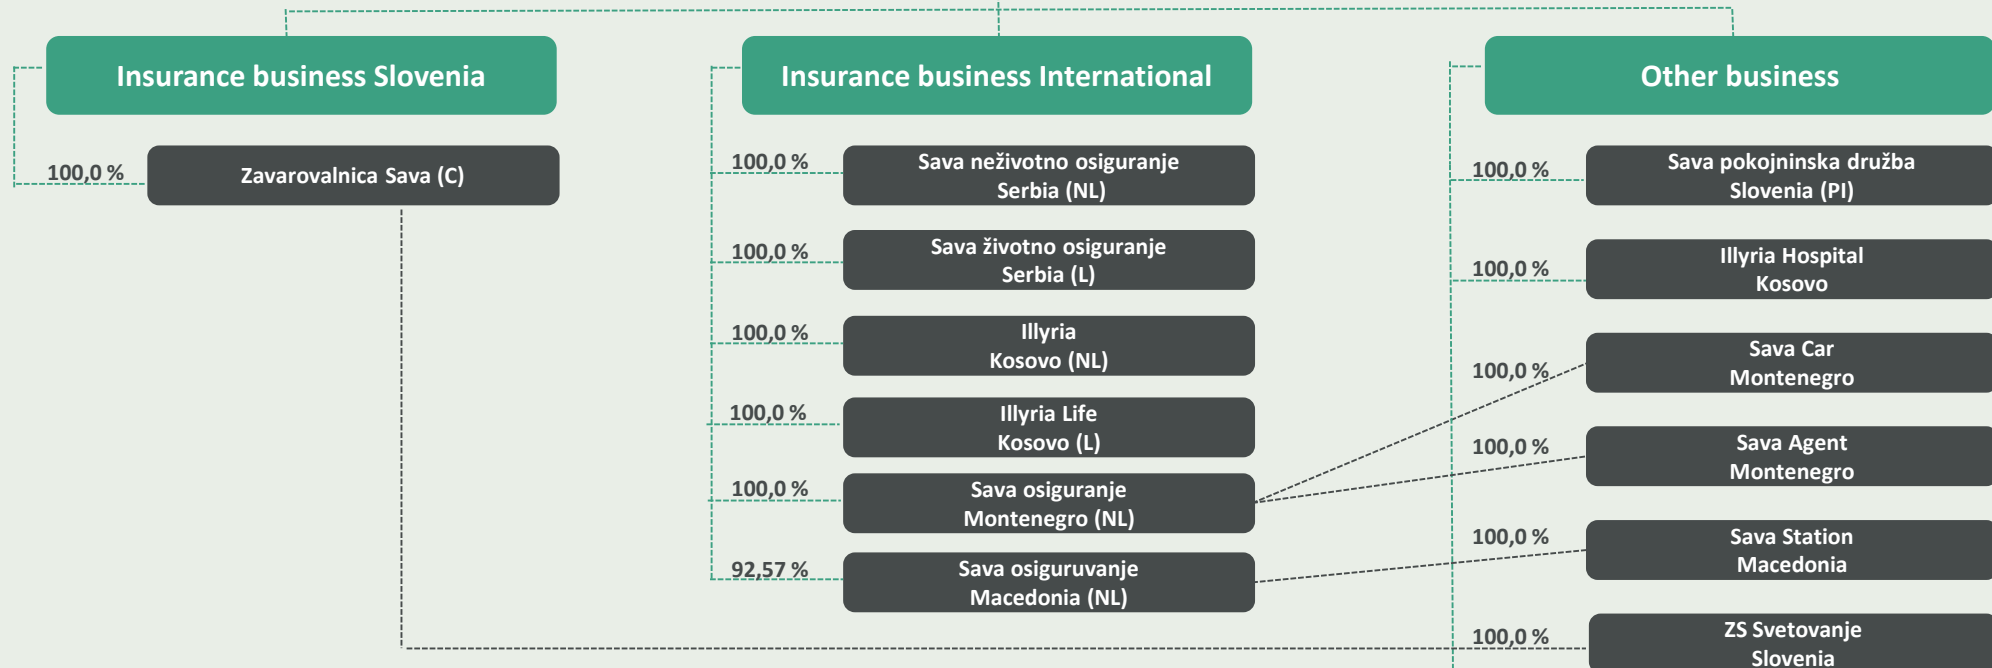 Insurance business Slovenia
100,0 %
Zavarovalnica Sava (C)
Insurance business International
100,0 %
Sava neživotno osiguranje
Serbia (NL)
100,0 %
Sava životno osiguranje
Serbia (L)
100,0 %
Illyria
Kosovo (NL)
100,0 %
Illyria Life
Kosovo (L)
100,0 %
Sava osiguranje
Montenegro (NL)
92,57 %
Sava osiguruvanje
Macedonia (NL)
Other business
100,0 %
Sava pokojninska družba
Slovenia (PI)
100,0 %
Illyria Hospital
Kosovo
100,0 %
Sava Car
Montenegro
100,0 %
Sava Agent
Montenegro
100,0 %
Sava Station
Macedonia
100,0 %
ZS Svetovanje
Slovenia